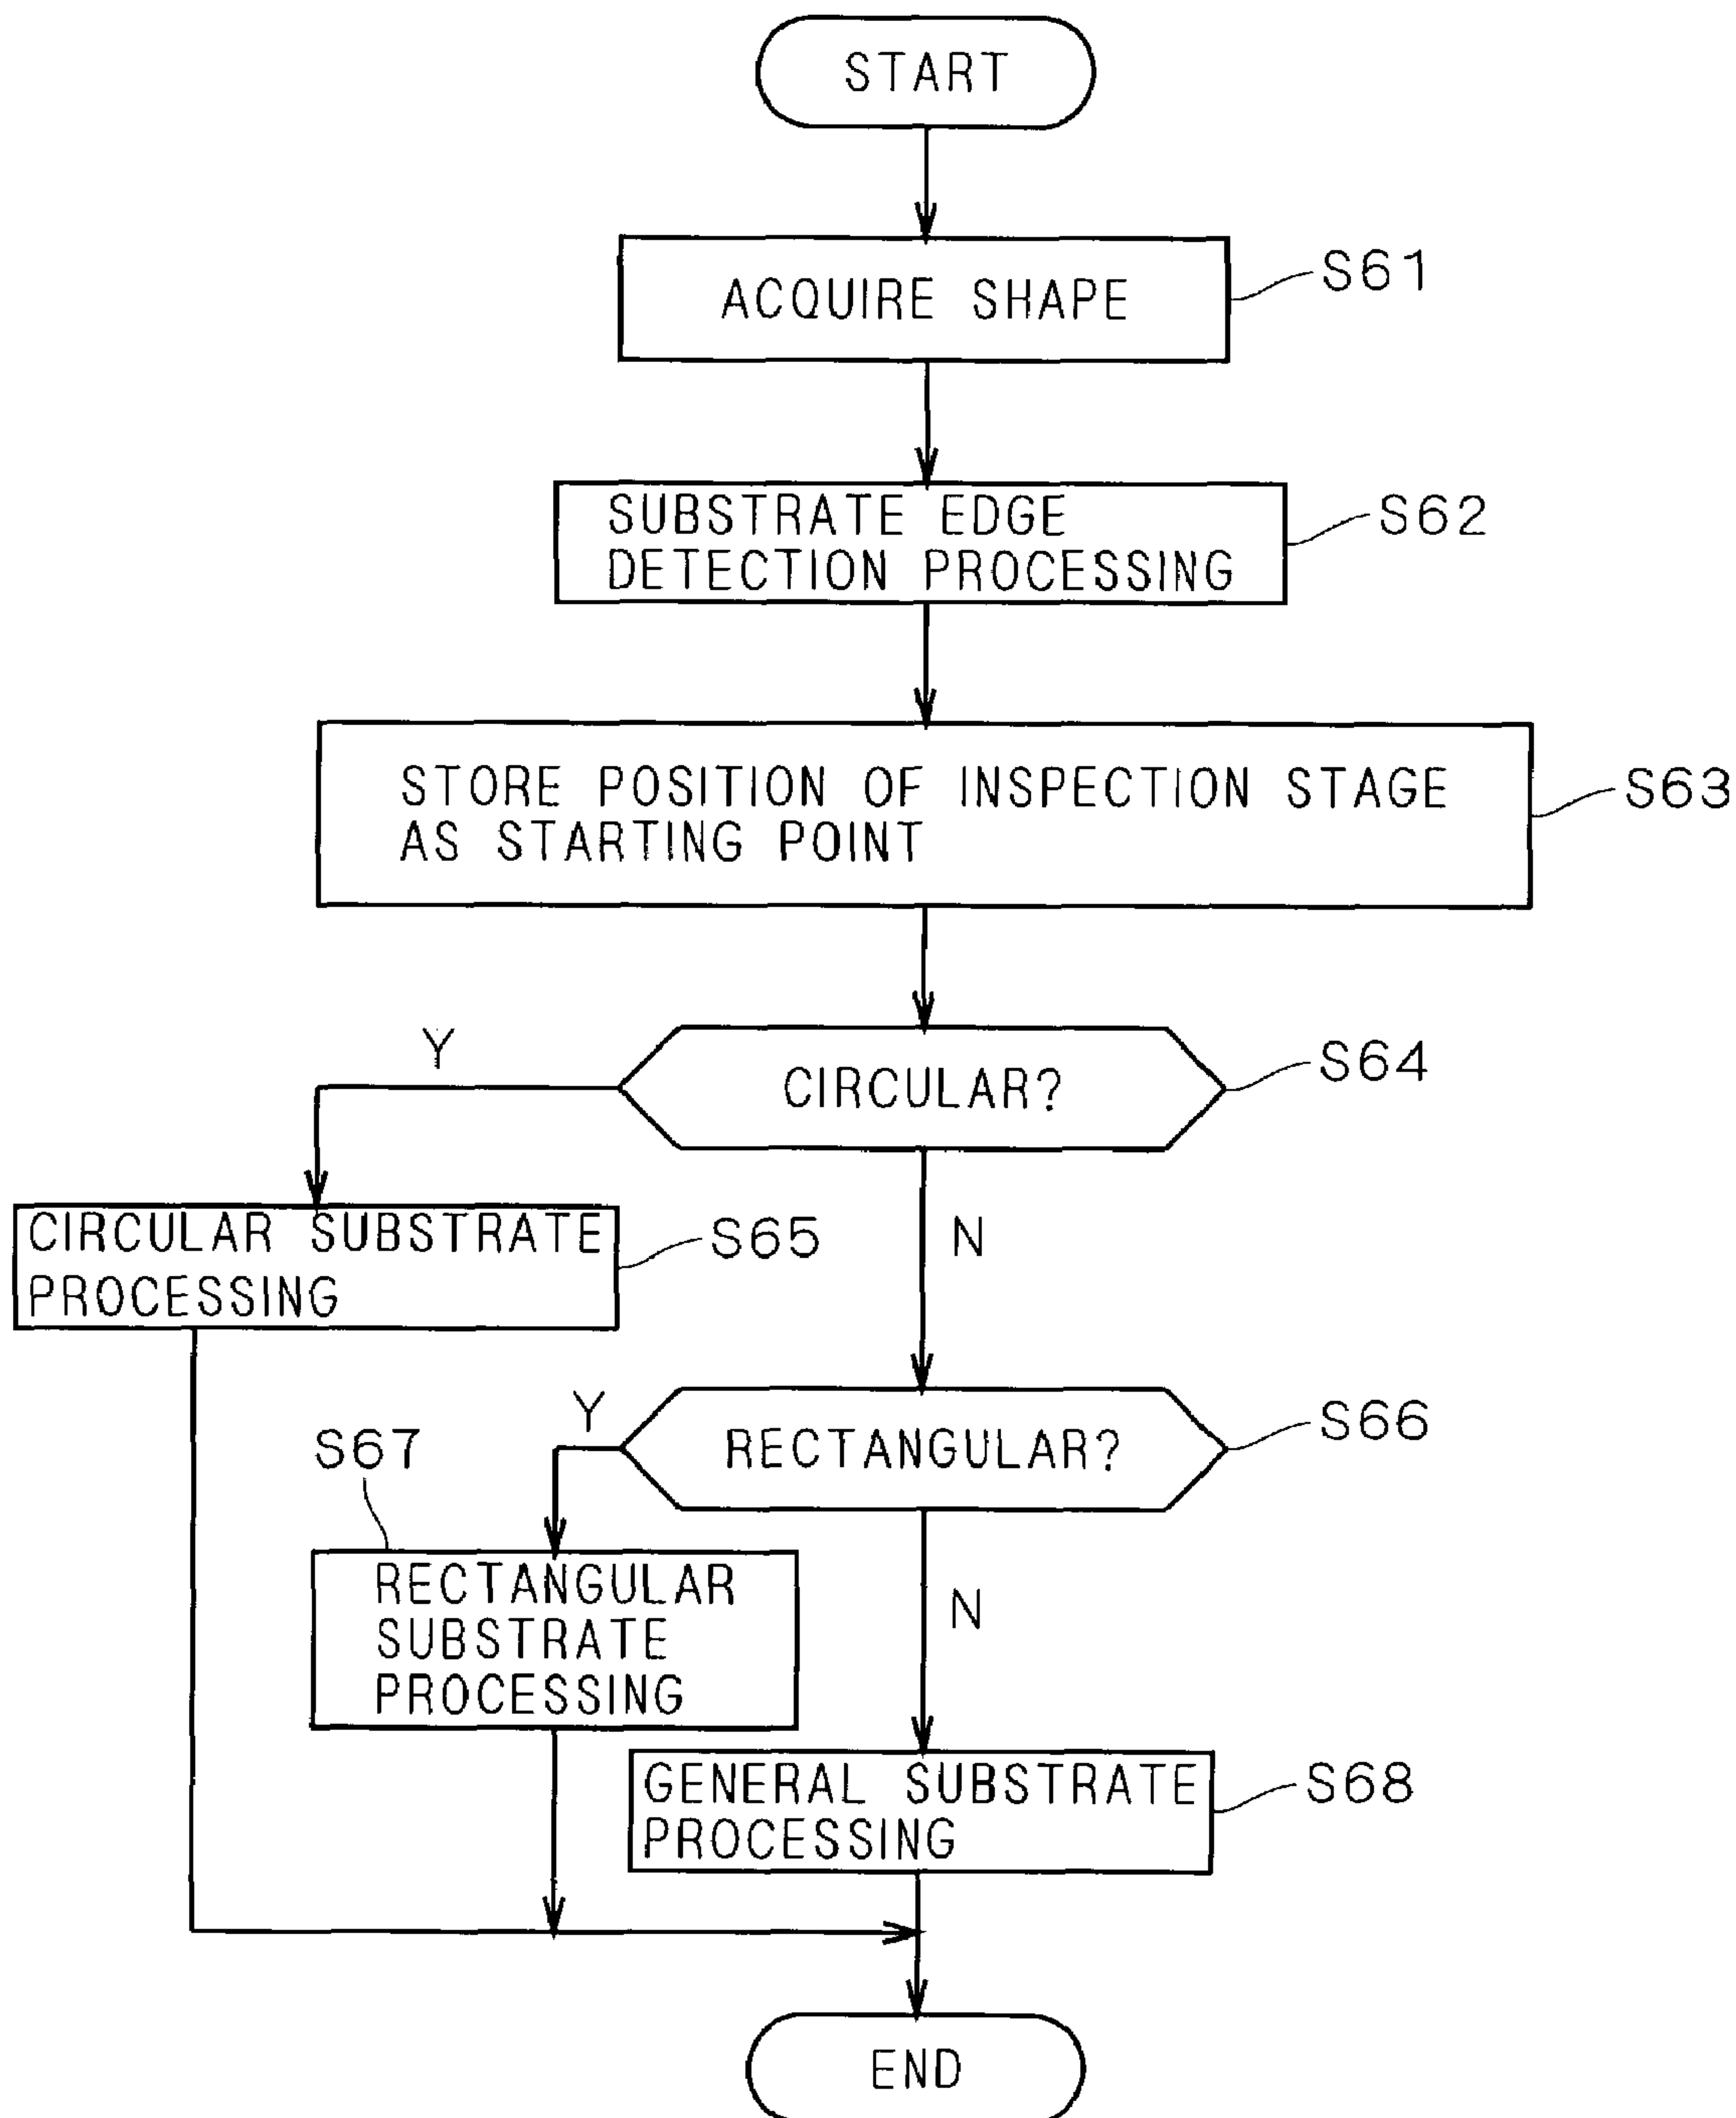 START
ACQUIRE SHAPE
S61
SUBSTRATE EDGE
DETECTION PROCESSING
S62
STORE POSITION OF INSPECTION STAGE
AS STARTING POINT
S63
Y
CIRCULAR?
S64
CIRCULAR SUBSTRATE
PROCESSING
S65
N
Y
RECTANGULAR?
S66
S67
RECTANGULAR
SUBSTRATE
PROCESSING
N
GENERAL SUBSTRATE
PROCESSING
S68
END